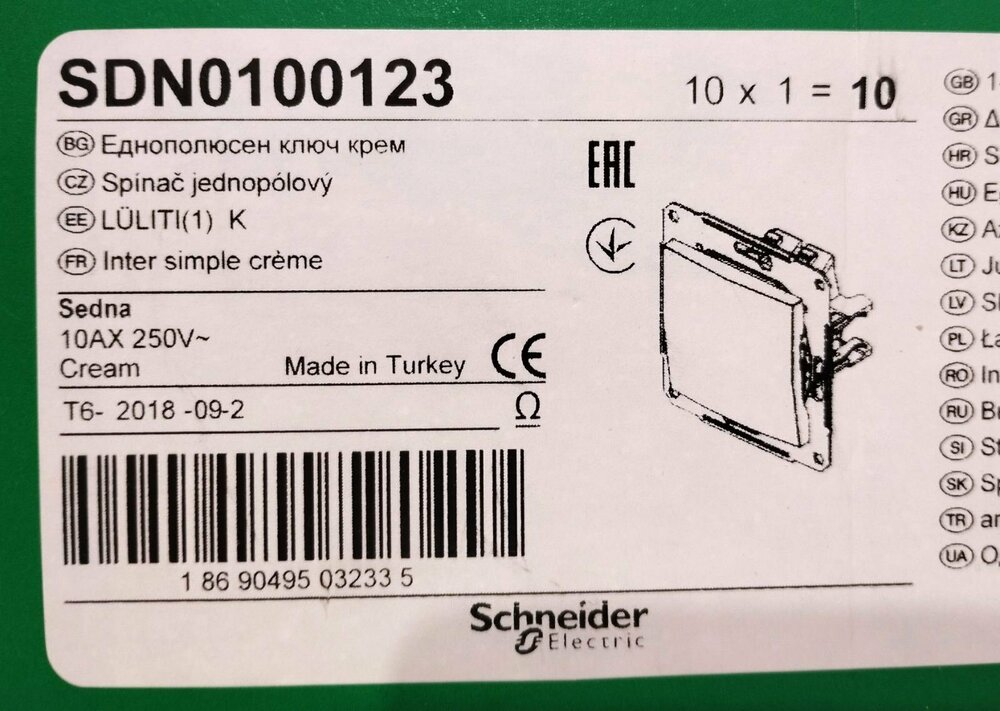 SDN0100123
10 x 1 = 10
BG Еднополюсен ключ крем
CZ Spínač jednopólový
EE LÜLITI(1) K
FR Inter simple crème
EAC
Sedna
10AX 250V~
Cream
Made in Turkey CE
T6- 2018 -09-2 Ω
1 86 90495 03233 5
Schneider
Electric
GB
GR
HR
HU
KZ
LT
LV
PL
RO
RU
SI
SK
TR
UA